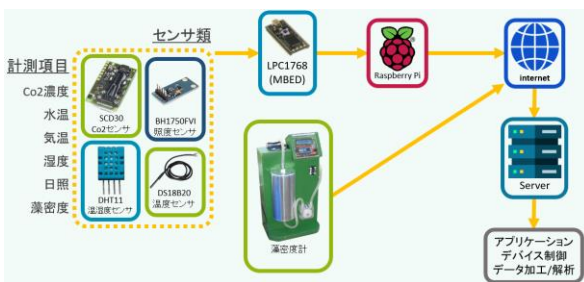 センサ類
計測項目
Co2濃度
水温
気温
湿度
日照
藻密度
SCD30
Co2センサ
BH1750FVI
照度センサ
DHT11
温湿度センサ
DS18B20
温度センサ
LPC1768
(MBED)
Raspberry Pi
internet
藻密度計
Server
アプリケーション
デバイス制御
データ加工/解析